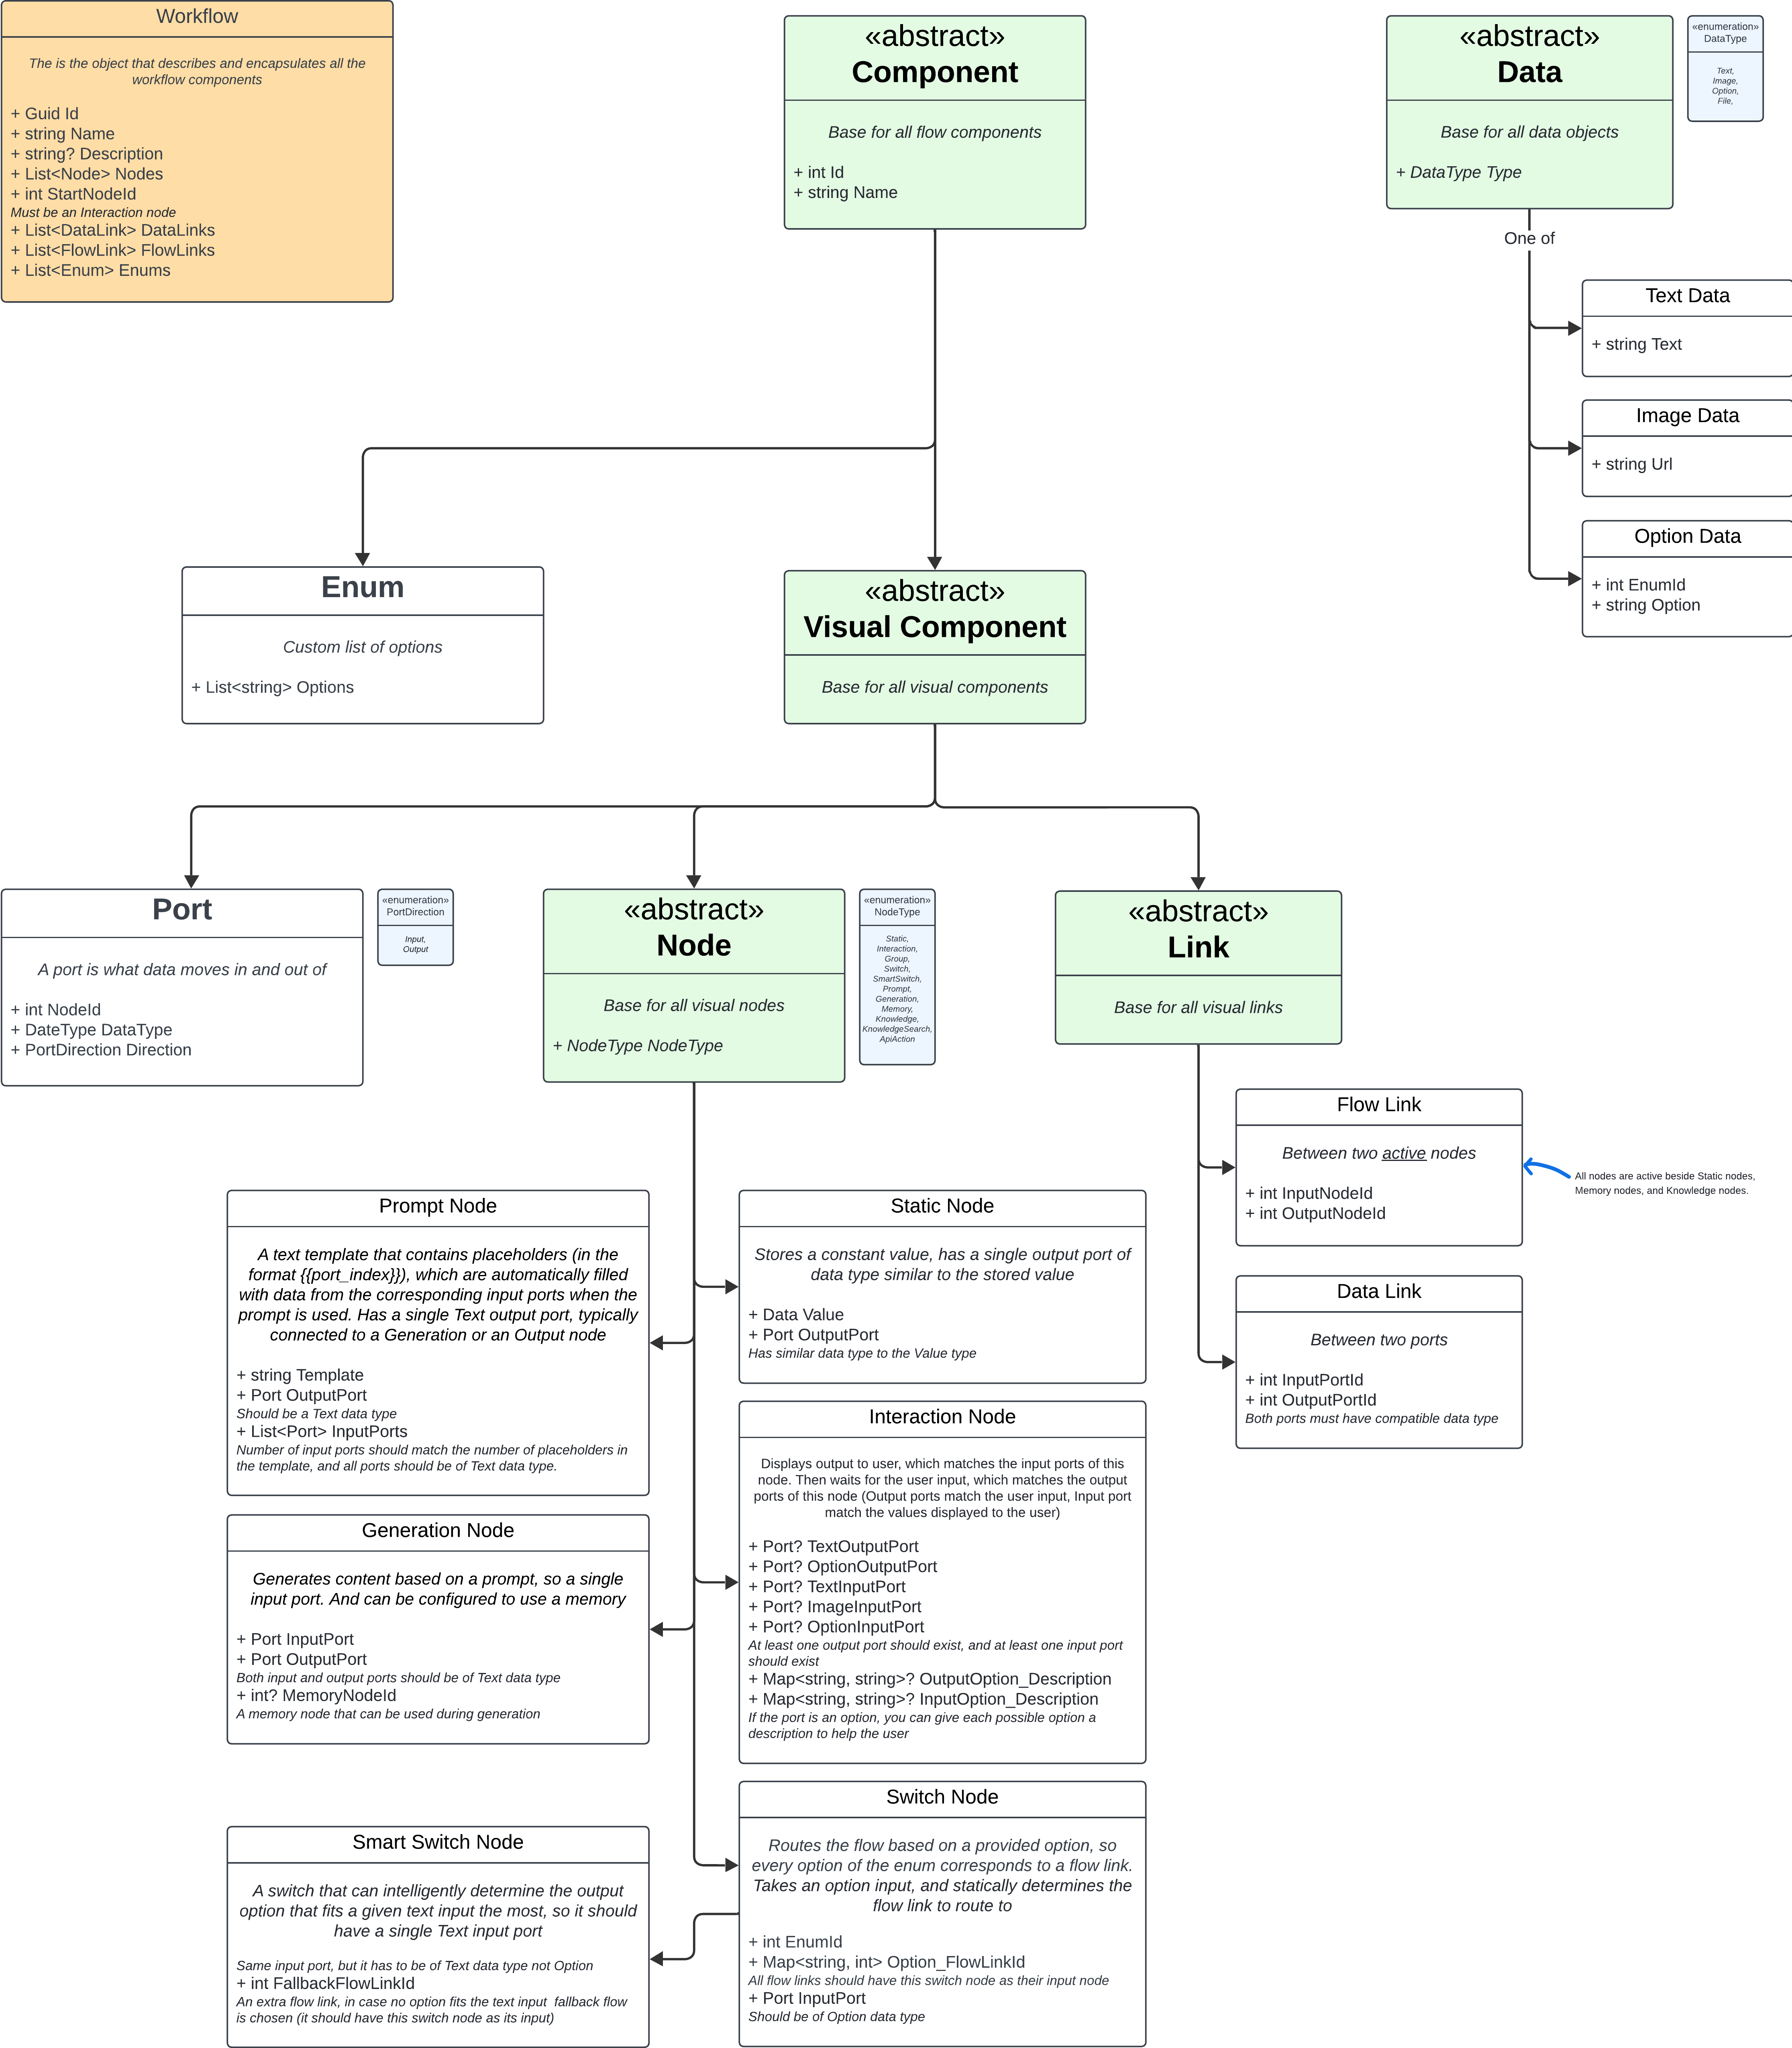 Workflow
The is the object that describes and encapsulates all the
workflow components
+ Guid Id
+ string Name
+ string? Description
+ List<Node> Nodes
+ int StartNodeId
Must be an Interaction node
+ List<DataLink> DataLinks
+ List<FlowLink> FlowLinks
+ List<Enum> Enums
«abstract»
Component
Base for all flow components
+ int Id
+ string Name
«abstract»
Data
Base for all data objects
+ DataType Type
«enumeration»
DataType
Text,
Image,
Option,
File,
One of
Text Data
+ string Text
Image Data
+ string Url
Option Data
+ int EnumId
+ string Option
Enum
Custom list of options
+ List<string> Options
«abstract»
Visual Component
Base for all visual components
Port
A port is what data moves in and out of
+ int NodeId
+ DateType DataType
+ PortDirection Direction
«enumeration»
PortDirection
Input,
Output
«abstract»
Node
Base for all visual nodes
+ NodeType NodeType
«enumeration»
NodeType
Static,
Interaction,
Group,
Switch,
SmartSwitch,
Prompt,
Generation,
Memory,
Knowledge,
KnowledgeSearch,
ApiAction
«abstract»
Link
Base for all visual links
Flow Link
Between two active nodes
+ int InputNodeId
+ int OutputNodeId
All nodes are active beside Static nodes,
Memory nodes, and Knowledge nodes.
Data Link
Between two ports
+ int InputPortId
+ int OutputPortId
Both ports must have compatible data type
Prompt Node
A text template that contains placeholders (in the
format {{port_index}}), which are automatically filled
with data from the corresponding input ports when the
prompt is used. Has a single Text output port, typically
connected to a Generation or an Output node
+ string Template
+ Port OutputPort
Should be a Text data type
+ List<Port> InputPorts
Number of input ports should match the number of placeholders in
the template, and all ports should be of Text data type.
Static Node
Stores a constant value, has a single output port of
data type similar to the stored value
+ Data Value
+ Port OutputPort
Has similar data type to the Value type
Interaction Node
Displays output to user, which matches the input ports of this
node. Then waits for the user input, which matches the output
ports of this node (Output ports match the user input, Input port
match the values displayed to the user)
+ Port? TextOutputPort
+ Port? OptionOutputPort
+ Port? TextInputPort
+ Port? ImageInputPort
+ Port? OptionInputPort
At least one output port should exist, and at least one input port
should exist
+ Map<string, string>? OutputOption_Description
+ Map<string, string>? InputOption_Description
If the port is an option, you can give each possible option a
description to help the user
Generation Node
Generates content based on a prompt, so a single
input port. And can be configured to use a memory
+ Port InputPort
+ Port OutputPort
Both input and output ports should be of Text data type
+ int? MemoryNodeId
A memory node that can be used during generation
Switch Node
Routes the flow based on a provided option, so
every option of the enum corresponds to a flow link.
Takes an option input, and statically determines the
flow link to route to
+ int EnumId
+ Map<string, int> Option_FlowLinkId
All flow links should have this switch node as their input node
+ Port InputPort
Should be of Option data type
Smart Switch Node
A switch that can intelligently determine the output
option that fits a given text input the most, so it should
have a single Text input port
Same input port, but it has to be of Text data type not Option
+ int FallbackFlowLinkId
An extra flow link, in case no option fits the text input fallback flow
is chosen (it should have this switch node as its input)